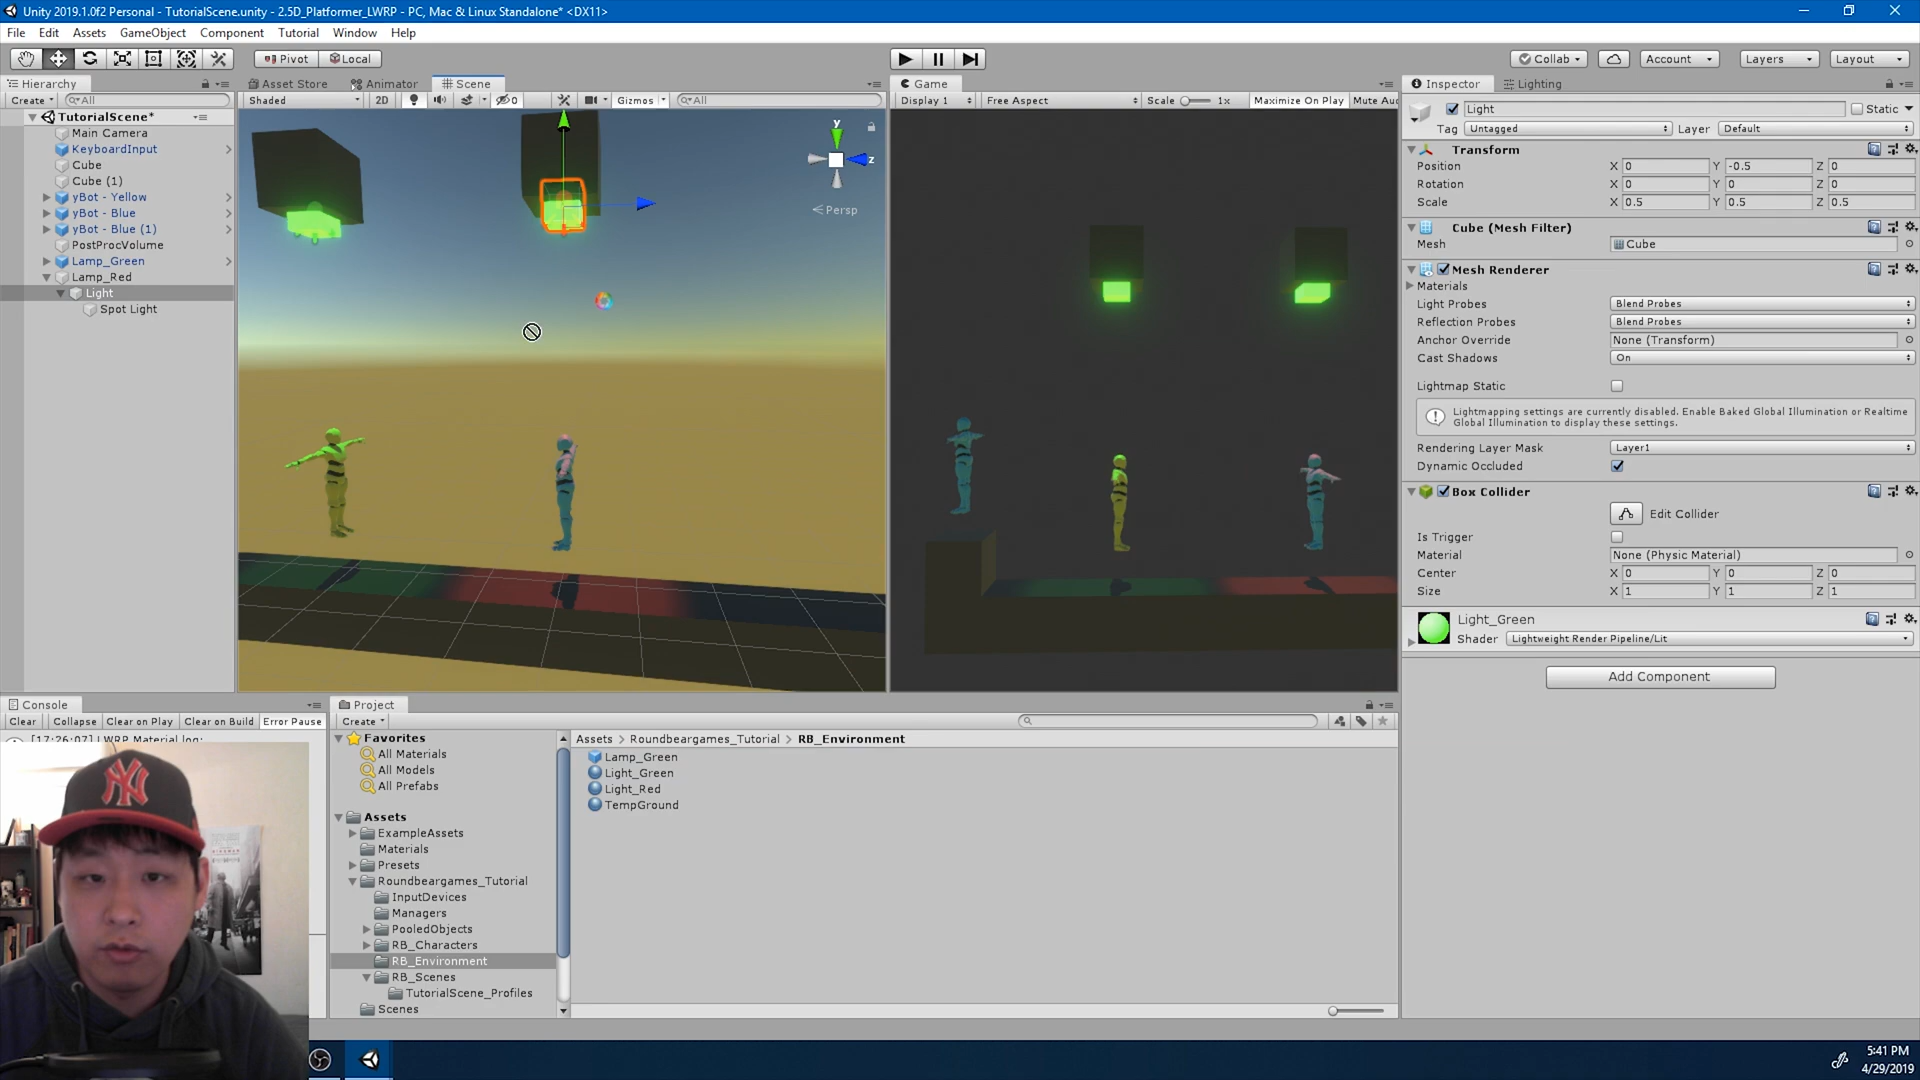 Unity 2019.1.0f2 Personal - TutorialScene.unity - 2.5D_Platformer_LWRP - PC, Mac & Linux Standalone* <DX11>
File Edit Assets GameObject Component Tutorial Window Help
Pivot Local
Collab Account Layers Layout
Hierarchy
Create All
TutorialScene*
Main Camera
KeyboardInput
Cube
Cube (1)
yBot - Yellow
yBot - Blue
yBot - Blue (1)
PostProcVolume
Lamp_Green
Lamp_Red
Light
Spot Light
Asset Store Animator Scene
Shaded 2D 0 Gizmos All
y
z
Persp
Game
Display 1 Free Aspect Scale 1x Maximize On Play Mute Au
Inspector Lighting
Light Static
Tag Untagged Layer Default
Transform
Position X 0 Y -0.5 Z 0
Rotation X 0 Y 0 Z 0
Scale X 0.5 Y 0.5 Z 0.5
Cube (Mesh Filter)
Mesh Cube
Mesh Renderer
Materials
Light Probes Blend Probes
Reflection Probes Blend Probes
Anchor Override None (Transform)
Cast Shadows On
Lightmap Static
Lightmapping settings are currently disabled. Enable Baked Global Illumination or Realtime
Global Illumination to display these settings.
Rendering Layer Mask Layer1
Dynamic Occluded
Box Collider
Edit Collider
Is Trigger
Material None (Physic Material)
Center X 0 Y 0 Z 0
Size X 1 Y 1 Z 1
Light_Green
Shader Lightweight Render Pipeline/Lit
Add Component
Console
Clear Collapse Clear on Play Clear on Build Error Pause
[17:26:07] LWRP Material log:
Project
Create
Favorites
All Materials
All Models
All Prefabs
Assets
ExampleAssets
Materials
Presets
Roundbeargames_Tutorial
InputDevices
Managers
PooledObjects
RB_Characters
RB_Environment
RB_Scenes
TutorialScene_Profiles
Scenes
Assets > Roundbeargames_Tutorial > RB_Environment
Lamp_Green
Light_Green
Light_Red
TempGround
5:41 PM
4/29/2019